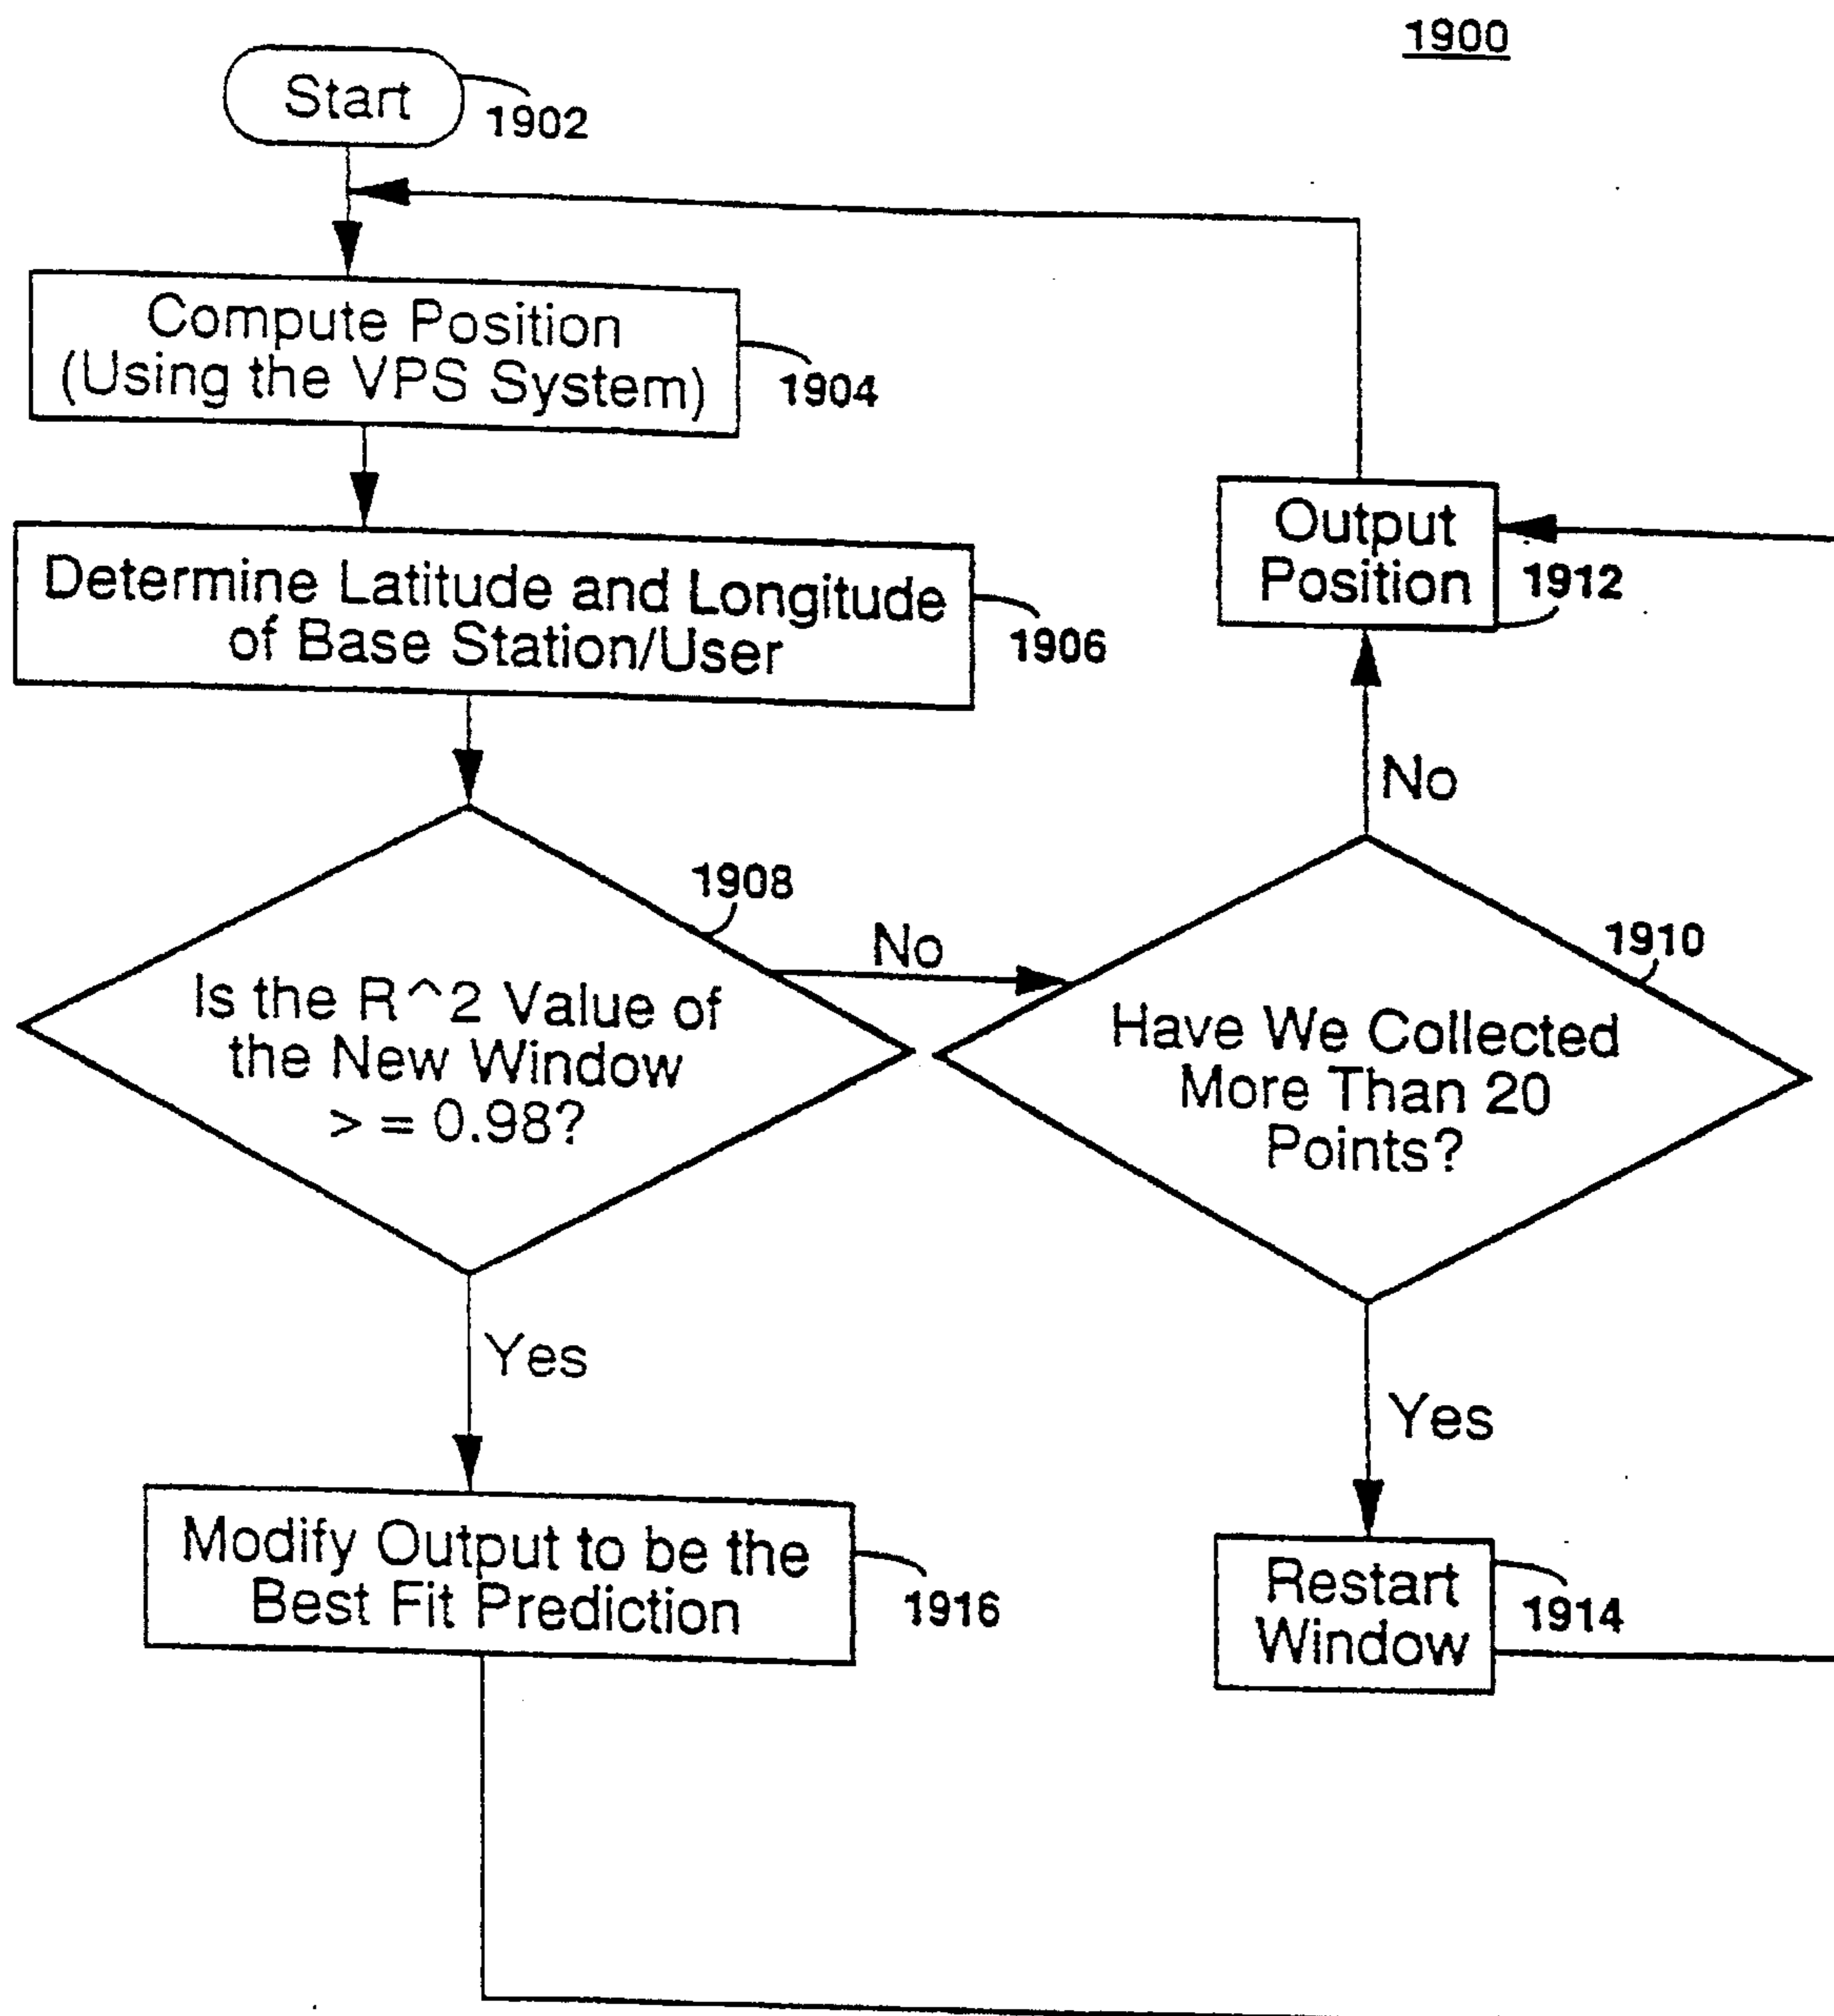 1900
Start
1902
Compute Position
(Using the VPS System)
1904
Determine Latitude and Longitude
of Base Station/User
1906
Output
Position
1912
No
1908
Is the R^2 Value of
the New Window
> = 0.98?
No
1910
Have We Collected
More Than 20
Points?
Yes
Yes
Modify Output to be the
Best Fit Prediction
1916
Restart
Window
1914